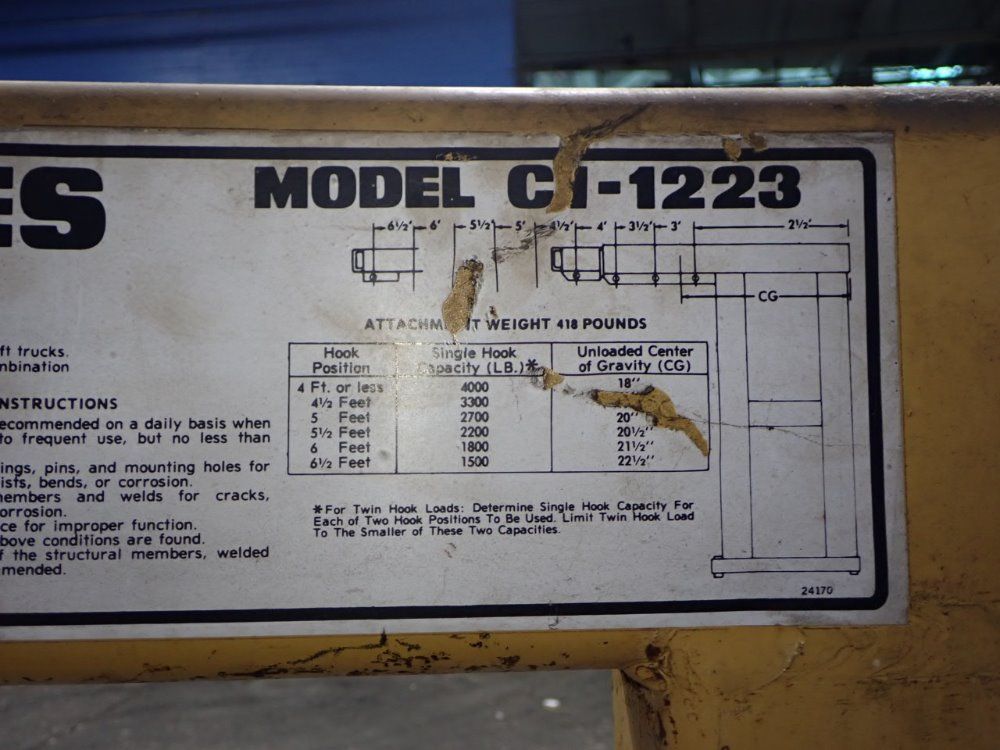 ES
MODEL C -1223
6½' 6' 5½' 5' 4½' 4' 3½' 3' 2½'
CG
ATTACHM T WEIGHT 418 POUNDS
Hook Position Single Hook Capacity (LB.)* Unloaded Center of Gravity (CG)
4 Ft. or less 4000 18"
4½ Feet 3300
5 Feet 2700 20"
5½ Feet 2200 20½"
6 Feet 1800 21½"
6½ Feet 1500 22½"
*For Twin Hook Loads: Determine Single Hook Capacity For
Each of Two Hook Positions To Be Used. Limit Twin Hook Load
To The Smaller of These Two Capacities.
24170
ft trucks.
mbination
NSTRUCTIONS
ecommended on a daily basis when
to frequent use, but no less than
ings, pins, and mounting holes for
ists, bends, or corrosion.
members and welds for cracks,
orrosion.
ce for improper function.
bove conditions are found.
f the structural members, welded
mended.